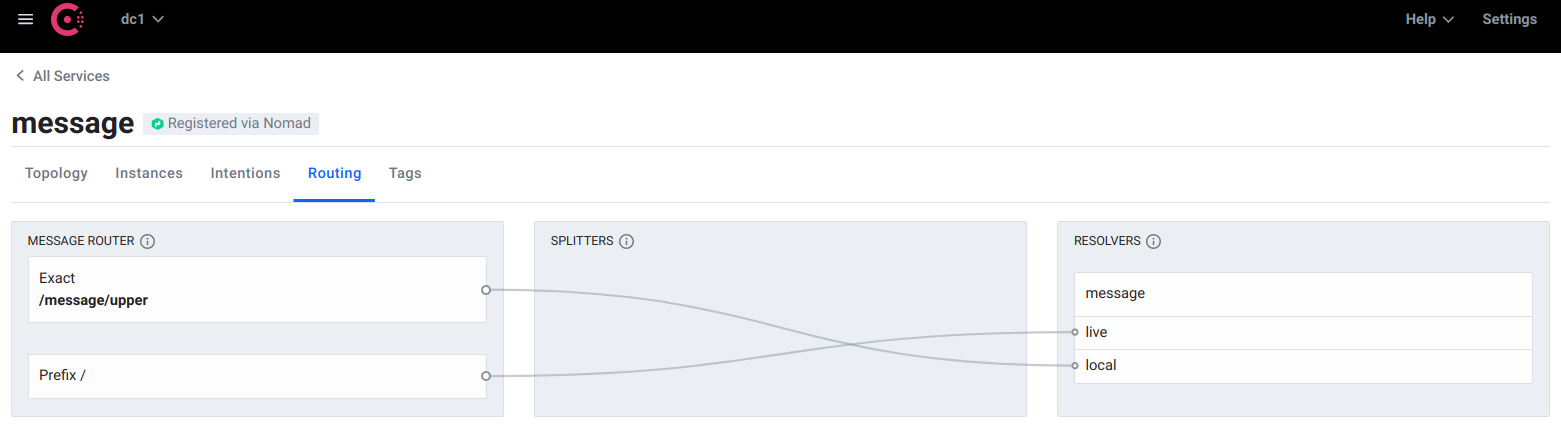 dc1
Help
Settings
All Services
message
Registered via Nomad
Topology
Instances
Intentions
Routing
Tags
MESSAGE ROUTER
Exact
/message/upper
Prefix /
SPLITTERS
RESOLVERS
message
live
local